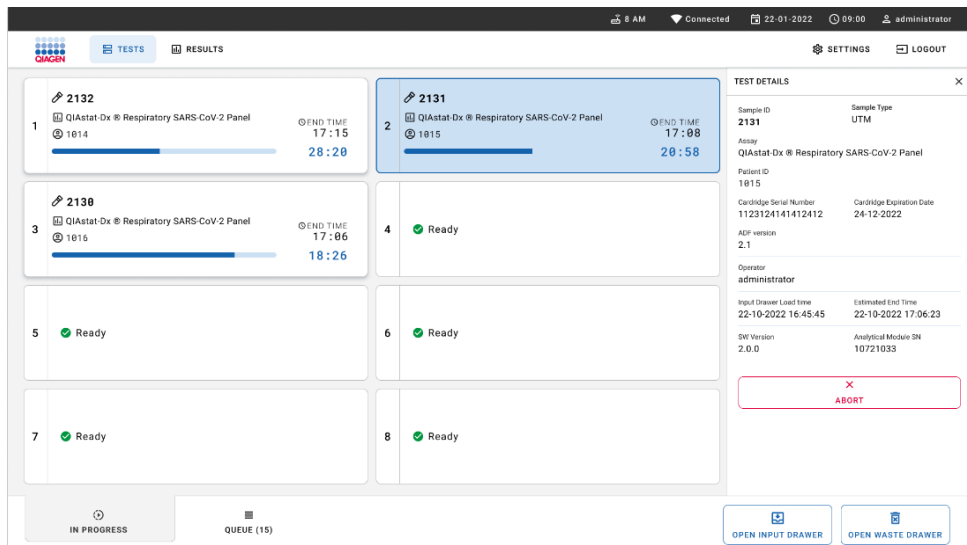 8 AM Connected 22-01-2022 09:00 administrator
QIAGEN TESTS RESULTS SETTINGS LOGOUT
1
2132
QIAstat-Dx ® Respiratory SARS-CoV-2 Panel
1014
END TIME
17:15
28:20
2
2131
QIAstat-Dx ® Respiratory SARS-CoV-2 Panel
1015
END TIME
17:08
20:58
3
2130
QIAstat-Dx ® Respiratory SARS-CoV-2 Panel
1016
END TIME
17:06
18:26
4 Ready
5 Ready
6 Ready
7 Ready
8 Ready
TEST DETAILS
Sample ID Sample Type
2131 UTM
Assay
QIAstat-Dx ® Respiratory SARS-CoV-2 Panel
Patient ID
1015
Cardridge Serial Number Cardridge Expiration Date
1123124141412412 24-12-2022
ADF version
2.1
Operator
administrator
Input Drawer Load time Estimated End Time
22-10-2022 16:45:45 22-10-2022 17:06:23
SW Version Analytical Module SN
2.0.0 10721033
ABORT
IN PROGRESS QUEUE (15)
OPEN INPUT DRAWER OPEN WASTE DRAWER